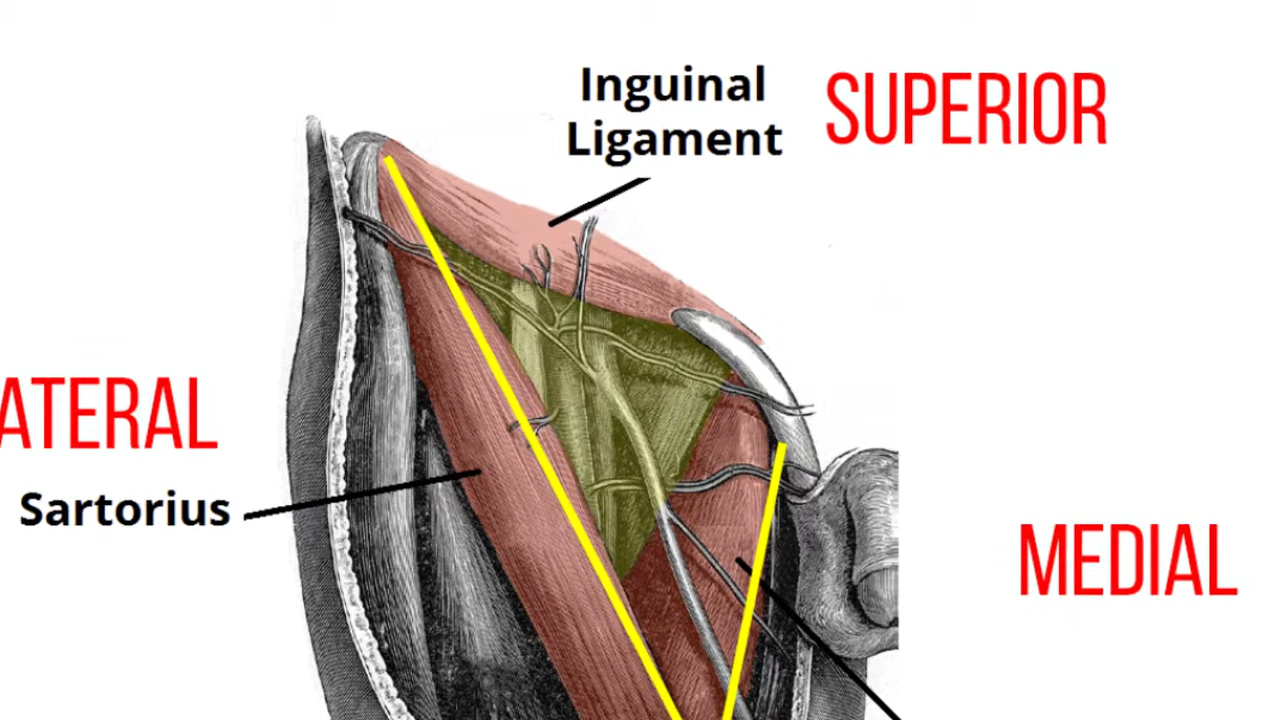 Inguinal
Ligament
SUPERIOR
ATERAL
Sartorius
MEDIAL